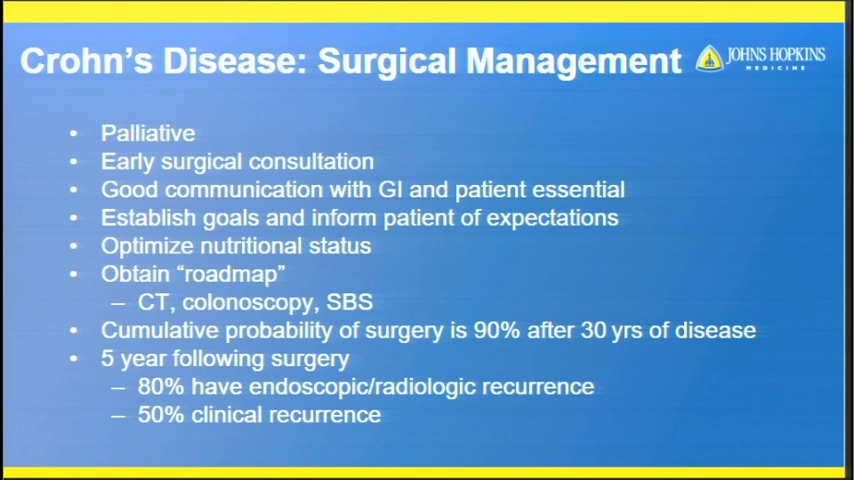 Crohn's Disease: Surgical Management
JOHNS HOPKINS
MEDICINE
• Palliative
• Early surgical consultation
• Good communication with GI and patient essential
• Establish goals and inform patient of expectations
• Optimize nutritional status
• Obtain “roadmap”
– CT, colonoscopy, SBS
• Cumulative probability of surgery is 90% after 30 yrs of disease
• 5 year following surgery
– 80% have endoscopic/radiologic recurrence
– 50% clinical recurrence